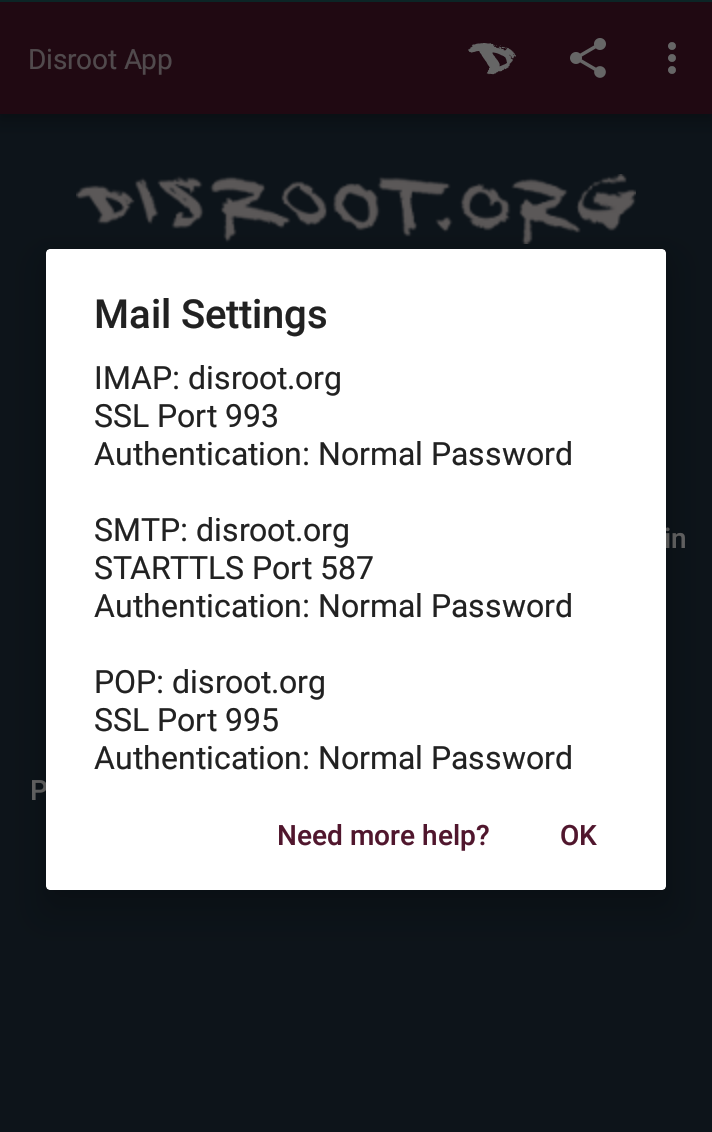 Disroot App
DISROOT.ORG
Mail Settings
IMAP: disroot.org
SSL Port 993
Authentication: Normal Password
SMTP: disroot.org
in
STARTTLS Port 587
Authentication: Normal Password
POP: disroot.org
SSL Port 995
Authentication: Normal Password
P
Need more help? OK